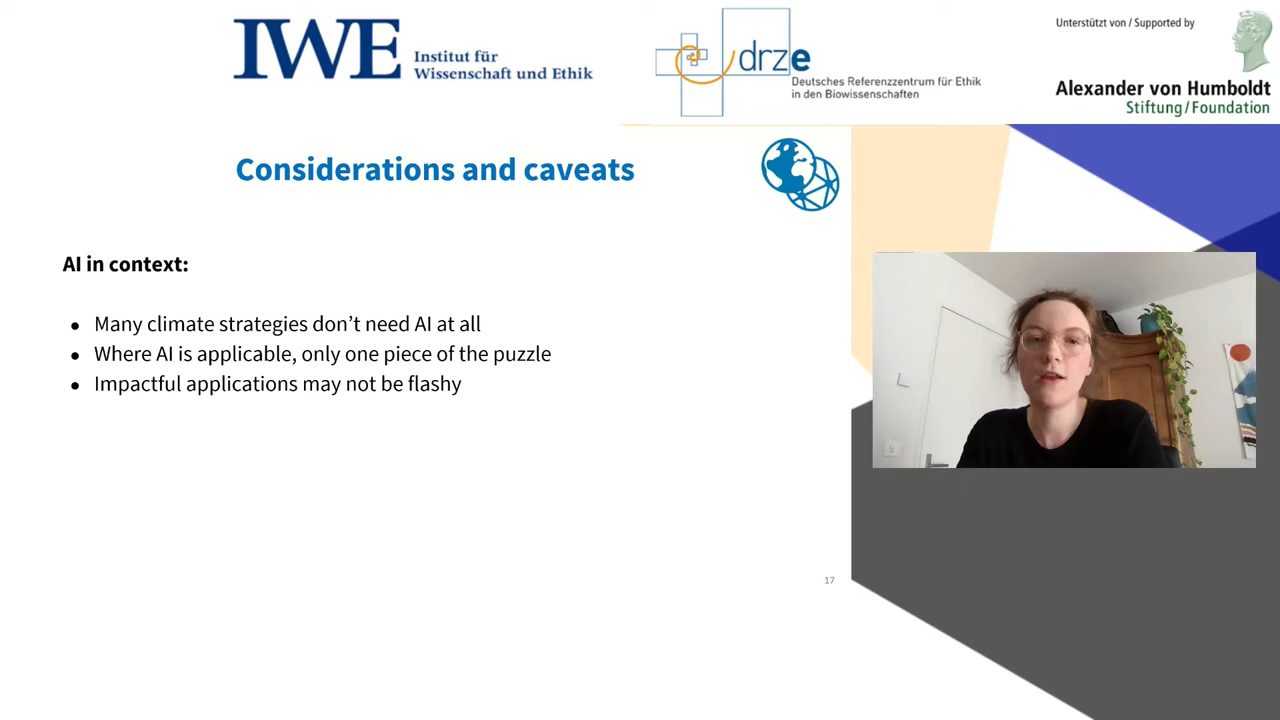 IWE Institut für
Wissenschaft und Ethik
drze
Deutsches Referenzzentrum für Ethik
in den Biowissenschaften
Unterstützt von / Supported by
Alexander von Humboldt
Stiftung/Foundation
Considerations and caveats
AI in context:
● Many climate strategies don’t need AI at all
● Where AI is applicable, only one piece of the puzzle
● Impactful applications may not be flashy
17